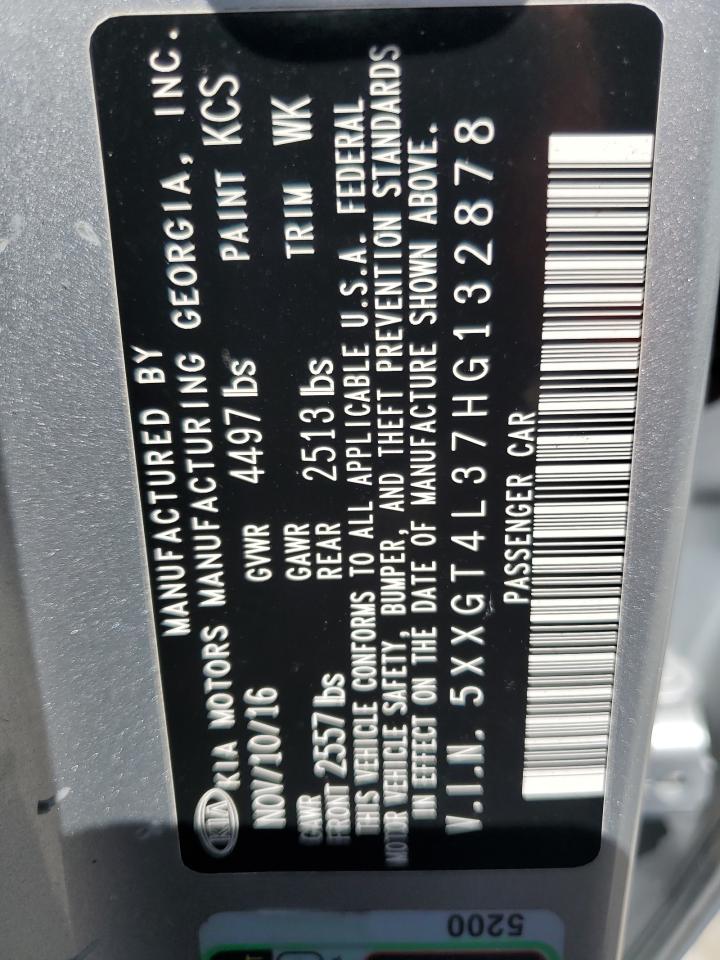 MANUFACTURED BY
KIA KIA MOTORS MANUFACTURING GEORGIA, INC.
NOV/10/16 GVWR 4497 lbs PAINT KCS
GAWR FRONT 2557 lbs GAWR REAR 2513 lbs TRIM WK
THIS VEHICLE CONFORMS TO ALL APPLICABLE U.S.A. FEDERAL
MOTOR VEHICLE SAFETY, BUMPER, AND THEFT PREVENTION STANDARDS
IN EFFECT ON THE DATE OF MANUFACTURE SHOWN ABOVE.
V.I.N. 5XXGT4L37HG132878
PASSENGER CAR
5200